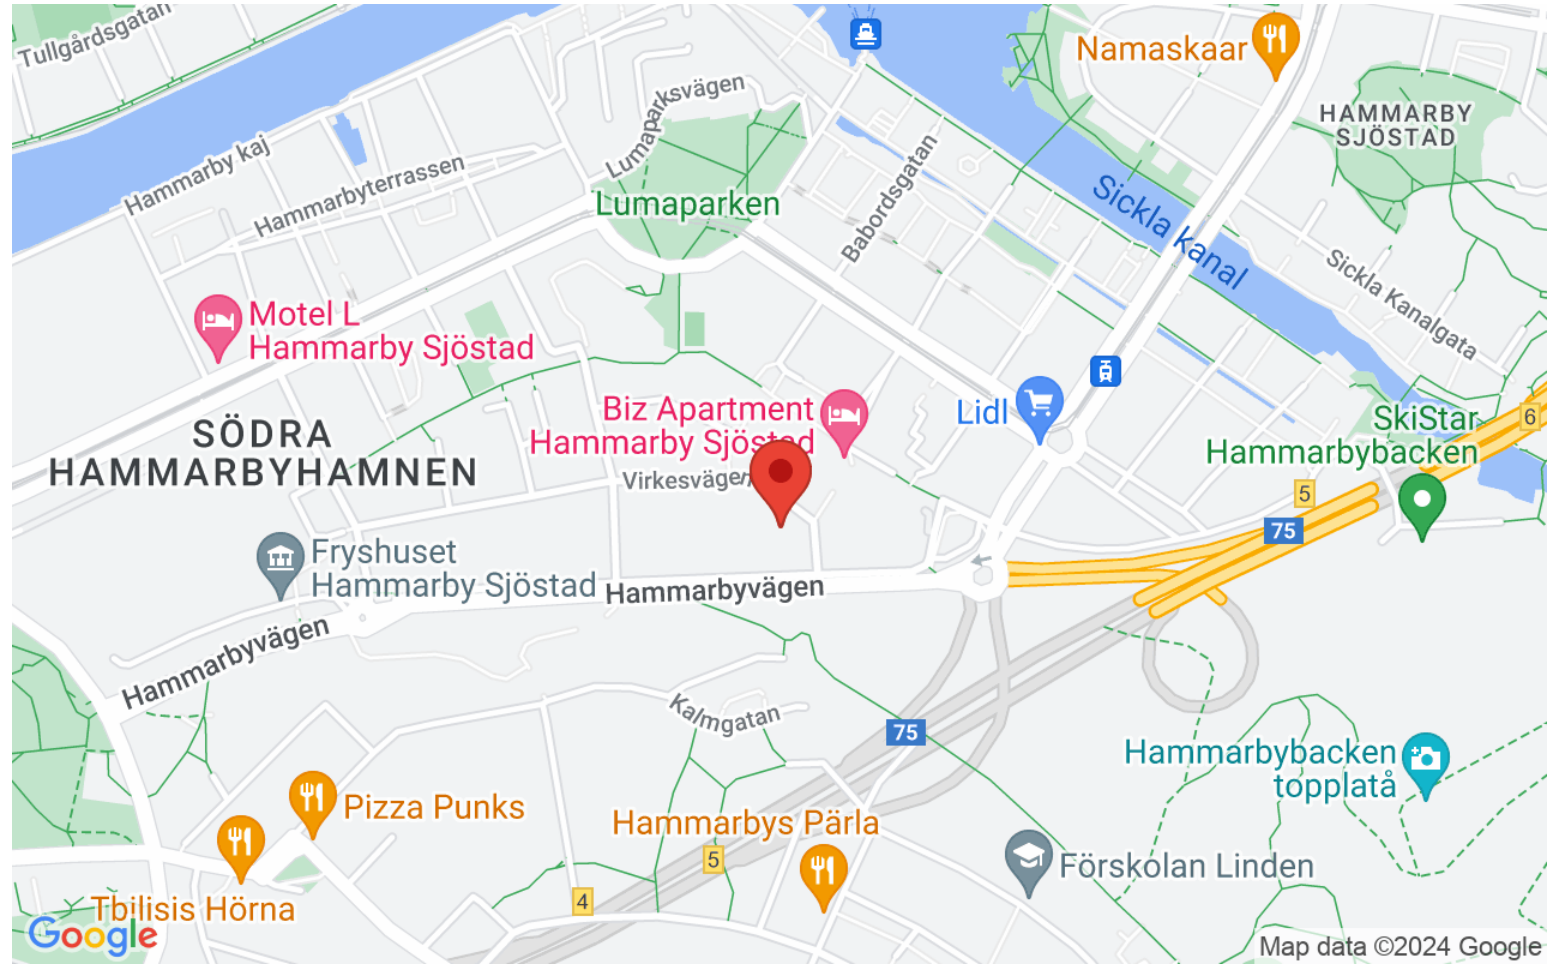 Tullgårdsgatan
Namaskaar
Lumaparksvägen
HAMMARBY
SJÖSTAD
Hammarby kaj
Hammarbyterrassen
Babordsgatan
Lumaparken
Sickla kanal
Sickla Kanalgata
Motel L
Hammarby Sjöstad
Biz Apartment
Hammarby Sjöstad
Lidl
SkiStar
Hammarbybacken
6
SÖDRA
HAMMARBYHAMNEN
Virkesvägen
5
75
Fryshuset
Hammarby Sjöstad
Hammarbyvägen
Hammarbyvägen
Kalmgatan
75
Hammarbybacken
topplatå
Pizza Punks
Hammarbys Pärla
5
Förskolan Linden
4
Tbilisis Hörna
Google
Map data ©2024 Google